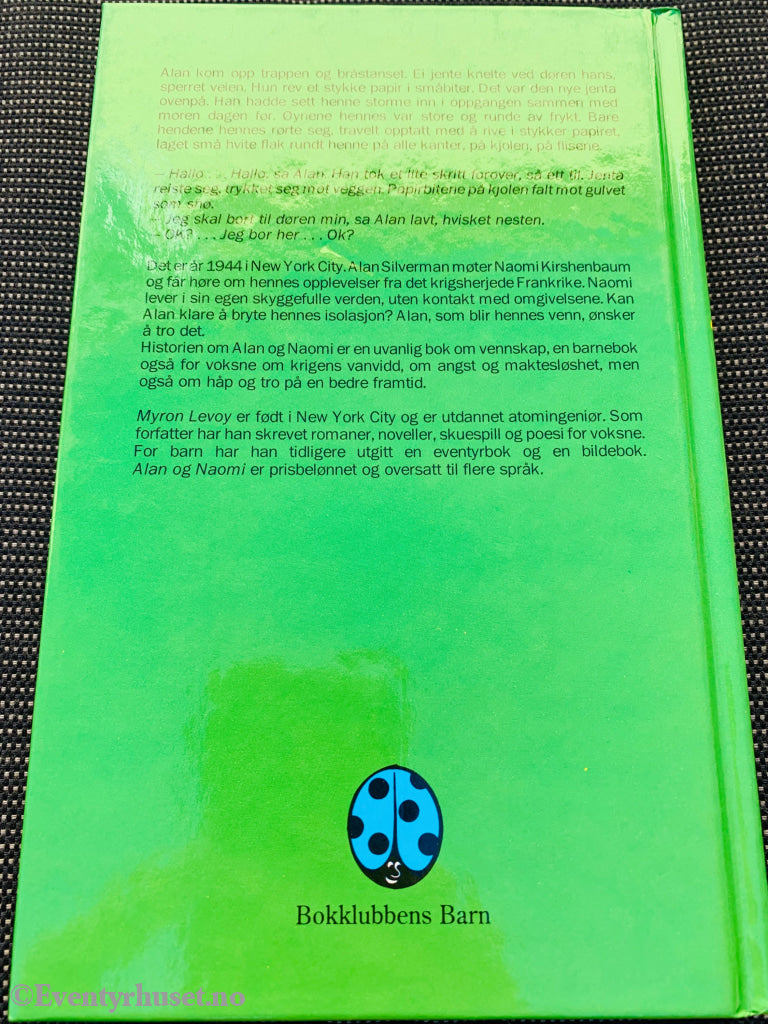 Alan kom opp trappen og bråstanset. Ei jente knelte ved døren hans,
sperret veien. Hun rev et stykke papir i småbiter. Det var den nye jenta
ovenpå. Han hadde sett henne storme inn i oppgangen sammen med
moren dagen før. Øynene hennes var store og runde av frykt. Bare
hendene hennes rørte seg, travelt opptatt med å rive i stykker papiret,
laget små hvite flak rundt henne på alle kanter, på kjolen, på flisene.
– Hallo . . . Hallo, sa Alan. Han tok et lite skritt forover, så ett til. Jenta
reiste seg, trykket seg mot veggen. Papirbitene på kjolen falt mot gulvet
som snø.
– Jeg skal bort til døren min, sa Alan lavt, hvisket nesten.
– OK? . . . Jeg bor her . . . Ok?
Det er år 1944 i New York City. Alan Silverman møter Naomi Kirshenbaum
og får høre om hennes opplevelser fra det krigsherjede Frankrike. Naomi
lever i sin egen skyggefulle verden, uten kontakt med omgivelsene. Kan
Alan klare å bryte hennes isolasjon? Alan, som blir hennes venn, ønsker
å tro det.
Historien om Alan og Naomi er en uvanlig bok om vennskap, en barnebok
også for voksne om krigens vanvidd, om angst og maktesløshet, men
også om håp og tro på en bedre framtid.
Myron Levoy er født i New York City og er utdannet atomingeniør. Som
forfatter har han skrevet romaner, noveller, skuespill og poesi for voksne.
For barn har han tidligere utgitt en eventyrbok og en bildebok.
Alan og Naomi er prisbelønnet og oversatt til flere språk.
Bokklubbens Barn
©Eventyrhuset.no